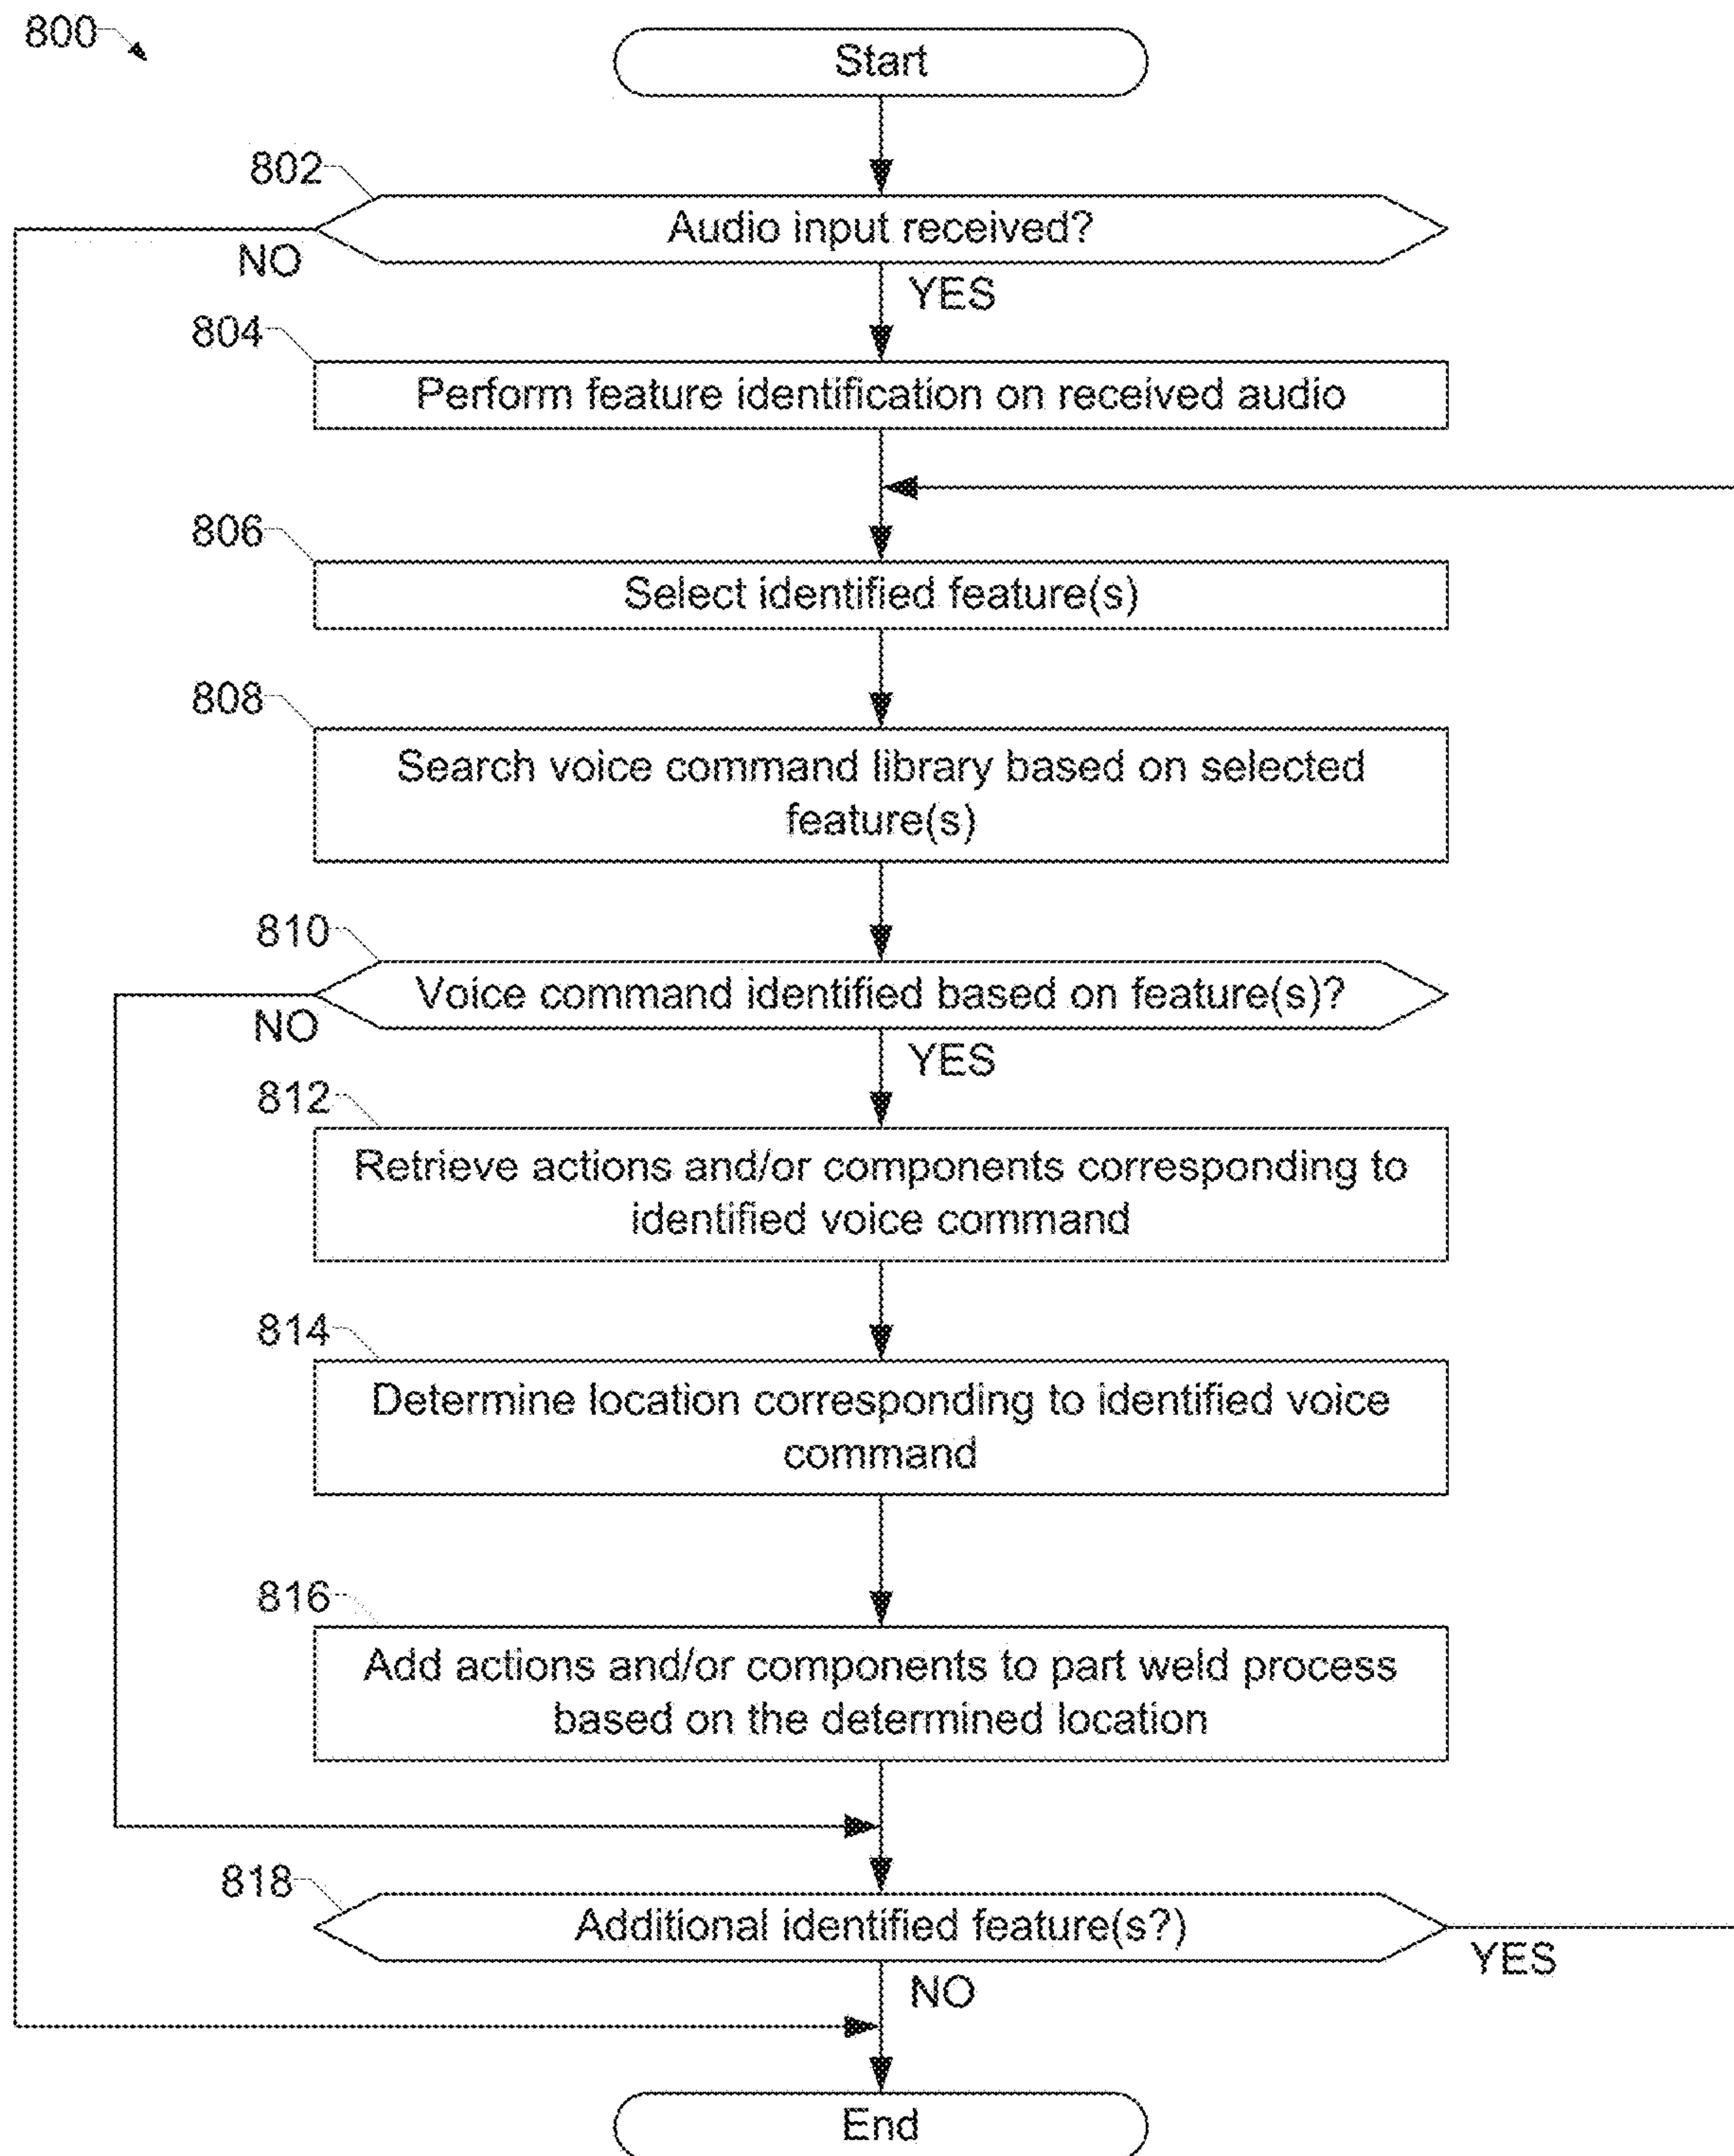 800
Start
802
Audio input received?
NO
YES
804
Perform feature identification on received audio
806
Select identified feature(s)
808
Search voice command library based on selected
feature(s)
810
Voice command identified based on feature(s)?
NO
YES
812
Retrieve actions and/or components corresponding to
identified voice command
814
Determine location corresponding to identified voice
command
816
Add actions and/or components to part weld process
based on the determined location
818
Additional identified feature(s?)
YES
NO
End